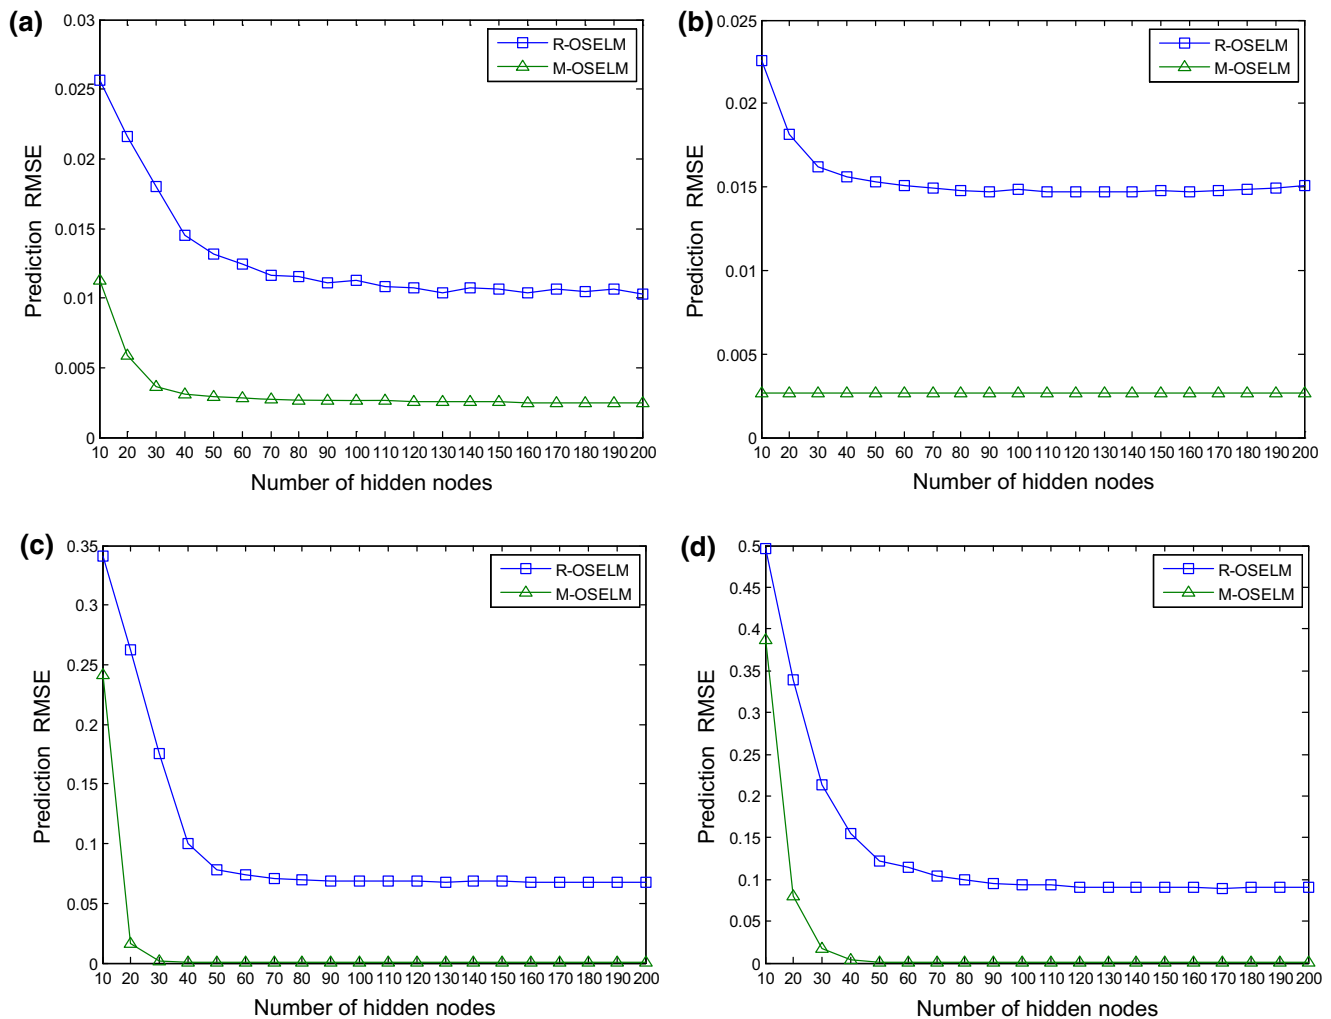 (a)
0.03
0.025
0.02
0.015
0.01
0.005
0
Prediction RMSE
R-OSELM
M-OSELM
10 20 30 40 50 60 70 80 90 100 110 120 130 140 150 160 170 180 190 200
Number of hidden nodes
(b)
0.025
0.02
0.015
0.01
0.005
0
Prediction RMSE
R-OSELM
M-OSELM
10 20 30 40 50 60 70 80 90 100 110 120 130 140 150 160 170 180 190 200
Number of hidden nodes
(c)
0.35
0.3
0.25
0.2
0.15
0.1
0.05
0
Prediction RMSE
R-OSELM
M-OSELM
10 20 30 40 50 60 70 80 90 100 110 120 130 140 150 160 170 180 190 200
Number of hidden nodes
(d)
0.5
0.45
0.4
0.35
0.3
0.25
0.2
0.15
0.1
0.05
0
Prediction RMSE
R-OSELM
M-OSELM
10 20 30 40 50 60 70 80 90 100 110 120 130 140 150 160 170 180 190 200
Number of hidden nodes